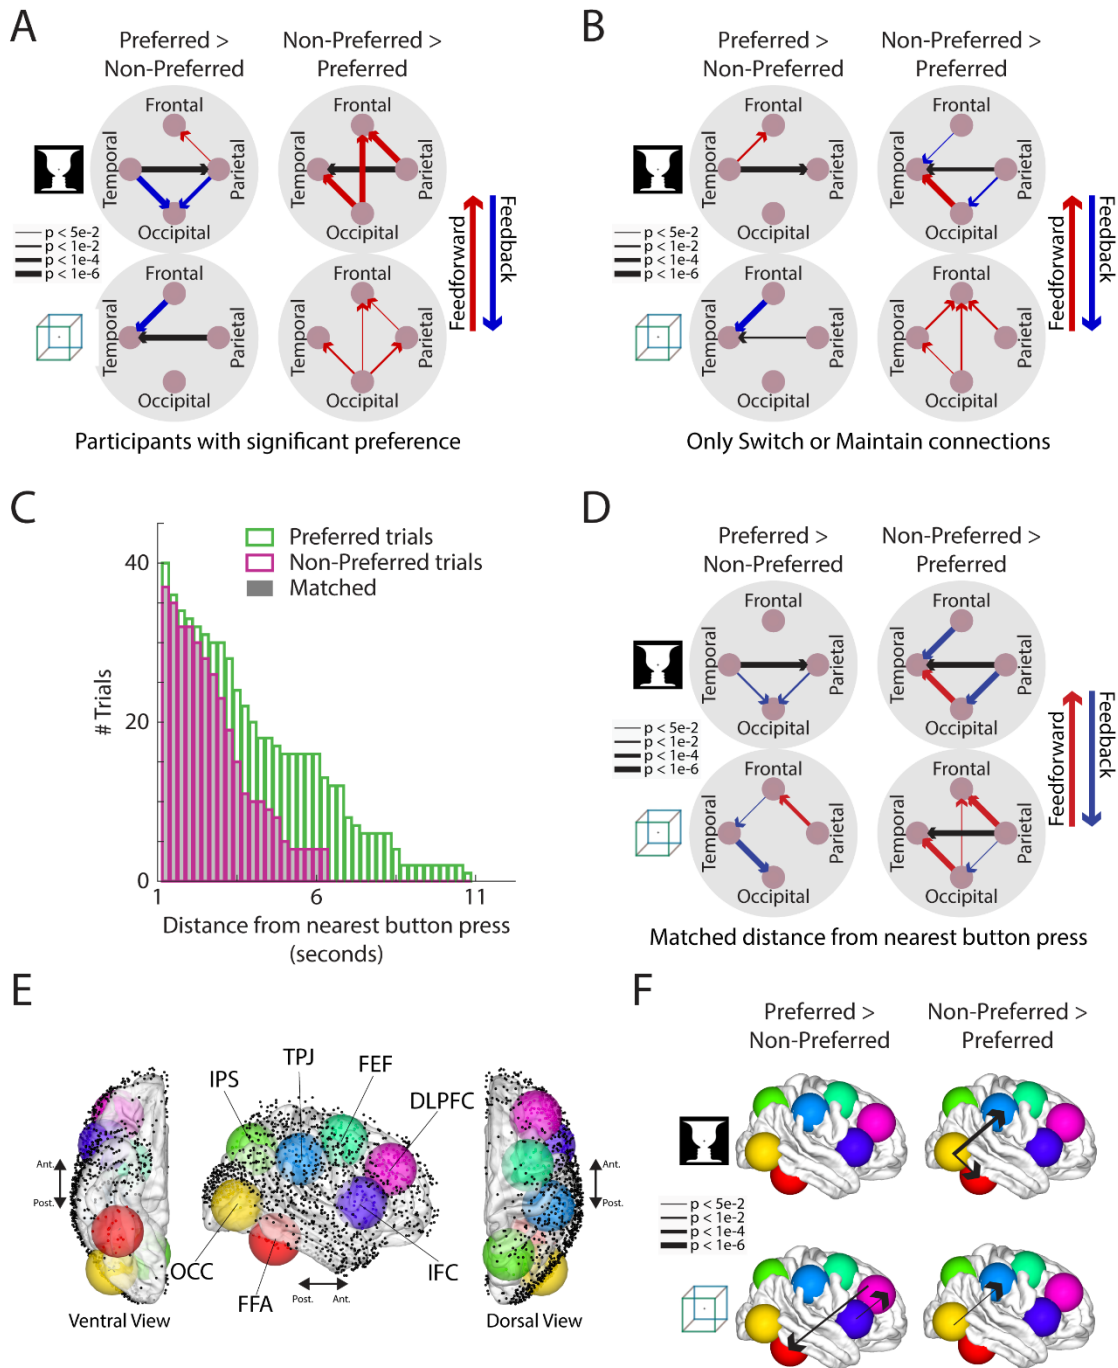 A
Preferred >
Non-Preferred
Non-Preferred >
Preferred
Frontal
Temporal
Parietal
Occipital
Frontal
Temporal
Parietal
Occipital
p < 5e-2
p < 1e-2
p < 1e-4
p < 1e-6
Feedforward
Feedback
Frontal
Temporal
Parietal
Occipital
Frontal
Temporal
Parietal
Occipital
Participants with significant preference
B
Preferred >
Non-Preferred
Non-Preferred >
Preferred
Frontal
Temporal
Parietal
Occipital
Frontal
Temporal
Parietal
Occipital
p < 5e-2
p < 1e-2
p < 1e-4
p < 1e-6
Feedforward
Feedback
Frontal
Temporal
Parietal
Occipital
Frontal
Temporal
Parietal
Occipital
Only Switch or Maintain connections
C
Preferred trials
Non-Preferred trials
Matched
# Trials
40
20
0
1
6
11
Distance from nearest button press
(seconds)
D
Preferred >
Non-Preferred
Non-Preferred >
Preferred
Frontal
Temporal
Parietal
Occipital
Frontal
Temporal
Parietal
Occipital
p < 5e-2
p < 1e-2
p < 1e-4
p < 1e-6
Feedforward
Feedback
Frontal
Temporal
Parietal
Occipital
Frontal
Temporal
Parietal
Occipital
Matched distance from nearest button press
E
IPS
TPJ
FEF
DLPFC
OCC
FFA
IFC
Ant.
Post.
Post.
Ant.
Ant.
Post.
Ventral View
Dorsal View
F
Preferred >
Non-Preferred
Non-Preferred >
Preferred
p < 5e-2
p < 1e-2
p < 1e-4
p < 1e-6